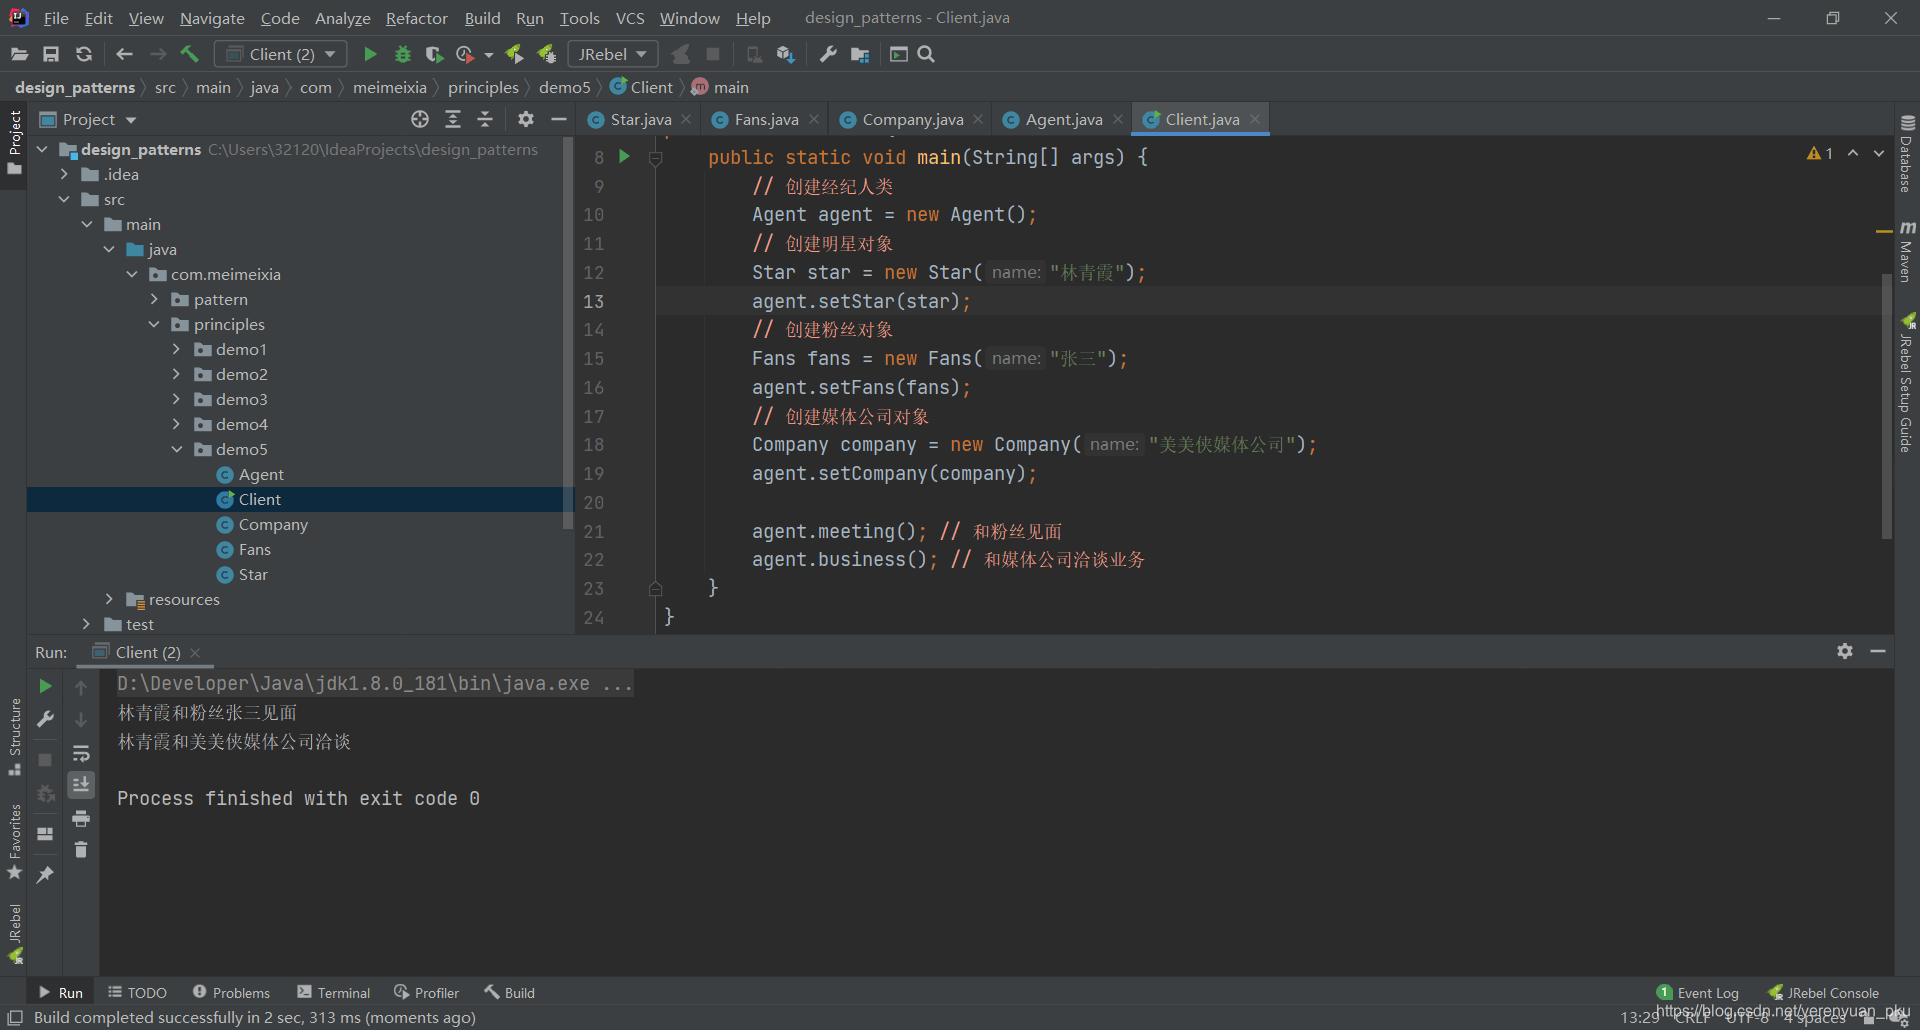 File Edit View Navigate Code Analyze Refactor Build Run Tools VCS Window Help design_patterns - Client.java
Client (2) JRebel
design_patterns src main java com meimeixia principles demo5 Client main
Project
Star.java Fans.java Company.java Agent.java Client.java
design_patterns C:\Users\32120\IdeaProjects\design_patterns
.idea
src
main
java
com.meimeixia
pattern
principles
demo1
demo2
demo3
demo4
demo5
Agent
Client
Company
Fans
Star
resources
test
8 public static void main(String[] args) {
9 // 创建经纪人类
10 Agent agent = new Agent();
11 // 创建明星对象
12 Star star = new Star( name: "林青霞");
13 agent.setStar(star);
14 // 创建粉丝对象
15 Fans fans = new Fans( name: "张三");
16 agent.setFans(fans);
17 // 创建媒体公司对象
18 Company company = new Company( name: "美美侠媒体公司");
19 agent.setCompany(company);
20
21 agent.meeting(); // 和粉丝见面
22 agent.business(); // 和媒体公司洽谈业务
23 }
24 }
1
Project
Structure
Favorites
JRebel
Database
Maven
JRebel Setup Guide
Run: Client (2)
D:\Developer\Java\jdk1.8.0_181\bin\java.exe ...
林青霞和粉丝张三见面
林青霞和美美侠媒体公司洽谈
Process finished with exit code 0
Run TODO Problems Terminal Profiler Build 1 Event Log JRebel Console
Build completed successfully in 2 sec, 313 ms (moments ago) 13:29 CRLF UTF-8 4 spaces
https://blog.csdn.net/yerenyuan_pku